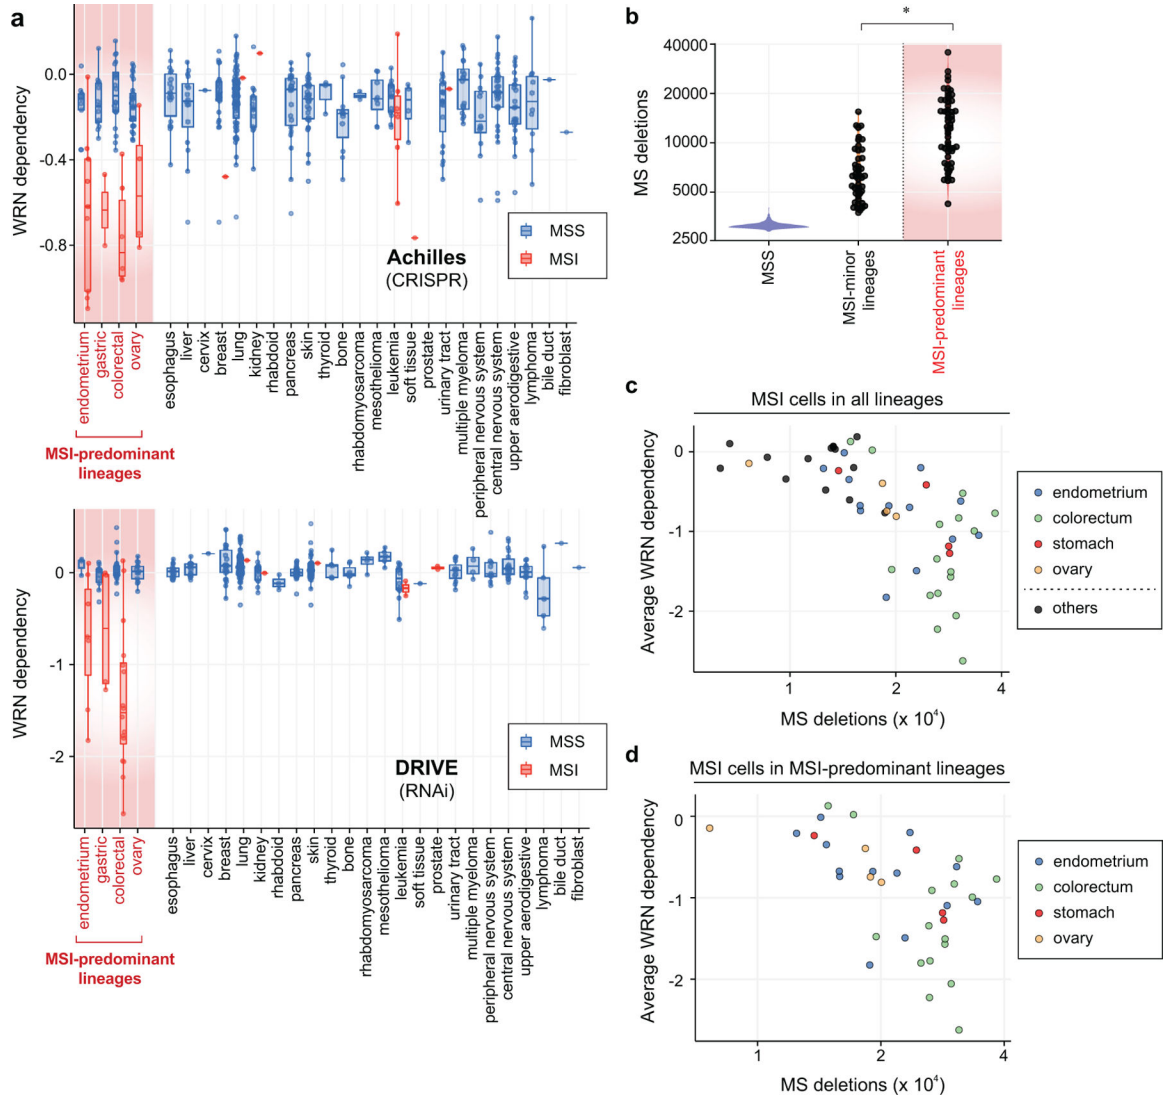 a
WRN dependency
0.0
-0.4
-0.8
Achilles
(CRISPR)
MSS
MSI
endometrium
gastric
colorectal
ovary
esophagus
liver
cervix
breast
lung
kidney
rhabdoid
pancreas
skin
thyroid
bone
rhabdomyosarcoma
mesothelioma
leukemia
soft tissue
prostate
urinary tract
multiple myeloma
peripheral nervous system
central nervous system
upper aerodigestive
lymphoma
bile duct
fibroblast
MSI-predominant
lineages
WRN dependency
0
-1
-2
DRIVE
(RNAi)
MSS
MSI
endometrium
gastric
colorectal
ovary
esophagus
liver
cervix
breast
lung
kidney
rhabdoid
pancreas
skin
thyroid
bone
rhabdomyosarcoma
mesothelioma
leukemia
soft tissue
prostate
urinary tract
multiple myeloma
peripheral nervous system
central nervous system
upper aerodigestive
lymphoma
bile duct
fibroblast
MSI-predominant
lineages
b
*
MS deletions
40000
20000
10000
5000
2500
MSS
MSI-minor
lineages
MSI-predominant
lineages
c
MSI cells in all lineages
Average WRN dependency
0
-1
-2
1
2
4
MS deletions (x 10⁴)
endometrium
colorectum
stomach
ovary
others
d
MSI cells in MSI-predominant lineages
Average WRN dependency
0
-1
-2
1
2
4
MS deletions (x 10⁴)
endometrium
colorectum
stomach
ovary